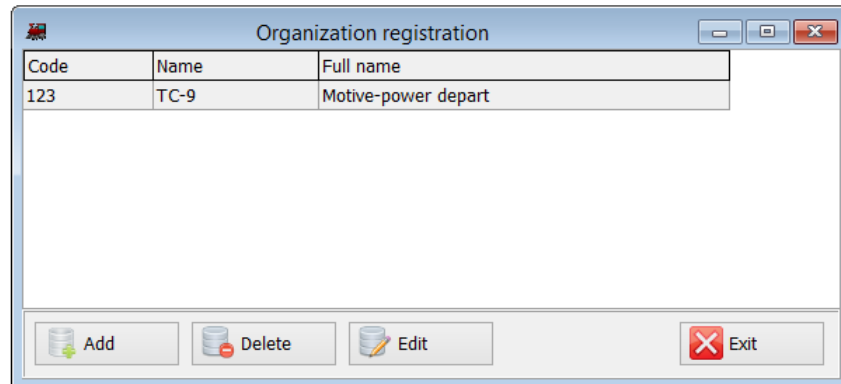 Organization registration
Code Name Full name
123 TC-9 Motive-power depart
Add Delete Edit Exit